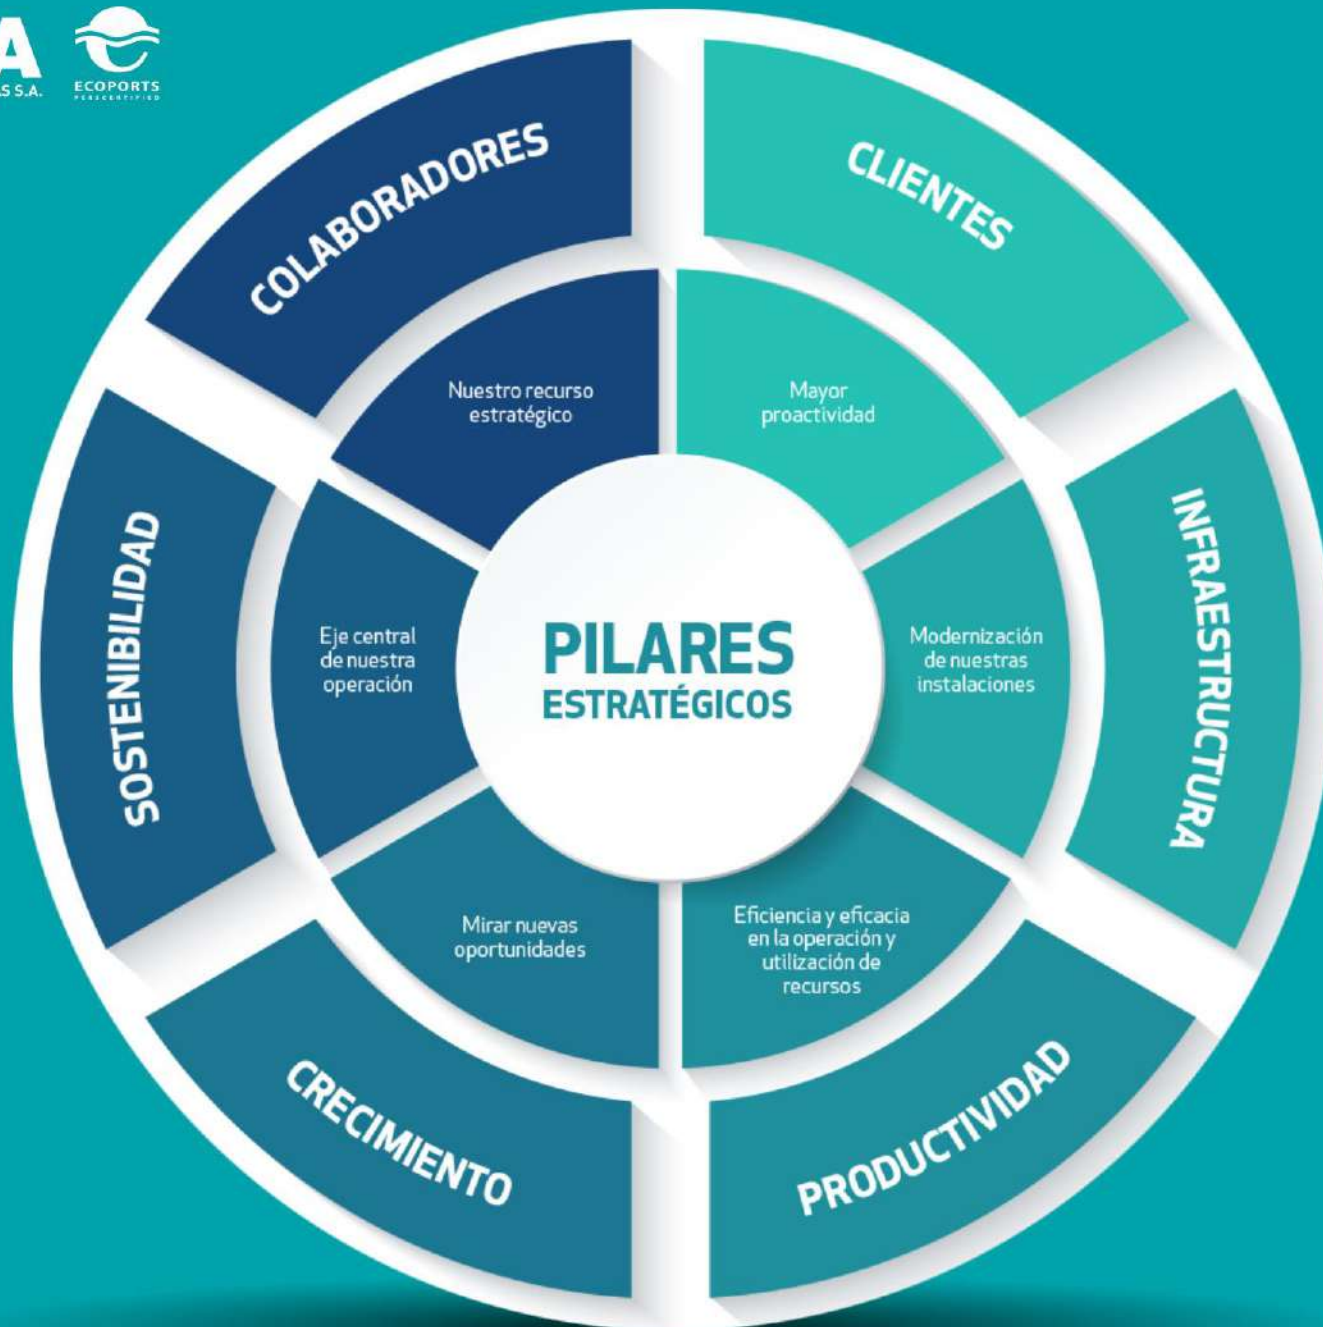 A
AS S.A.
ECOPORTS
COLABORADORES
CLIENTES
INFRAESTRUCTURA
PRODUCTIVIDAD
CRECIMIENTO
SOSTENIBILIDAD
Nuestro recurso
estratégico
Mayor
proactividad
Modernización
de nuestras
instalaciones
Eficiencia y eficacia
en la operación y
utilización de
recursos
Mirar nuevas
oportunidades
Eje central
de nuestra
operación
PILARES
ESTRATÉGICOS